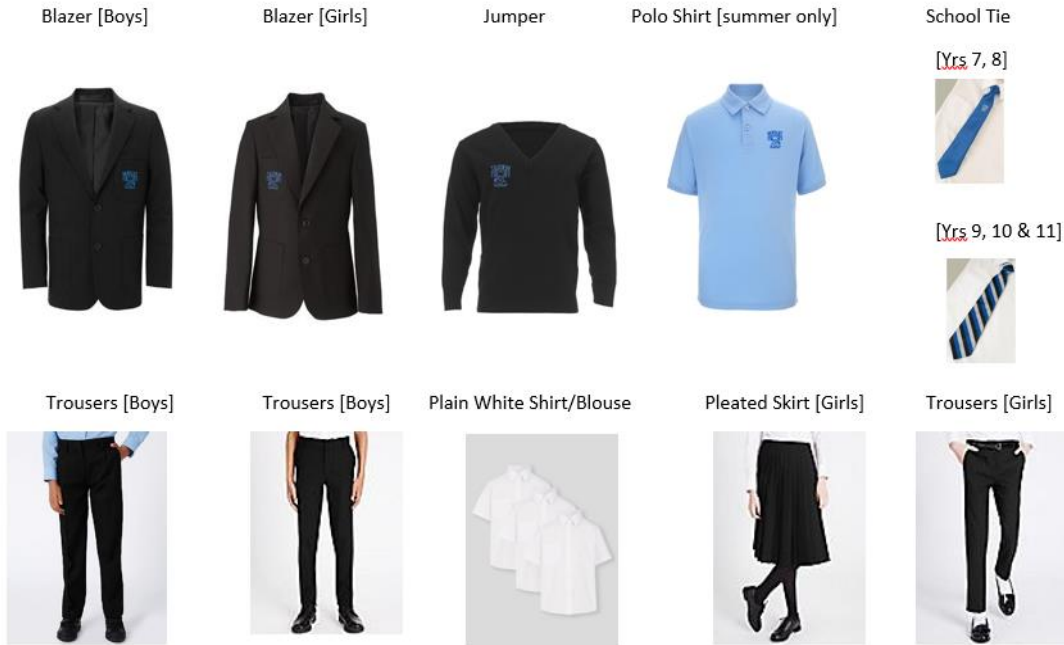 Blazer [Boys]
Blazer [Girls]
Jumper
Polo Shirt [summer only]
School Tie
[Yrs 7, 8]
[Yrs 9, 10 & 11]
Trousers [Boys]
Trousers [Boys]
Plain White Shirt/Blouse
Pleated Skirt [Girls]
Trousers [Girls]